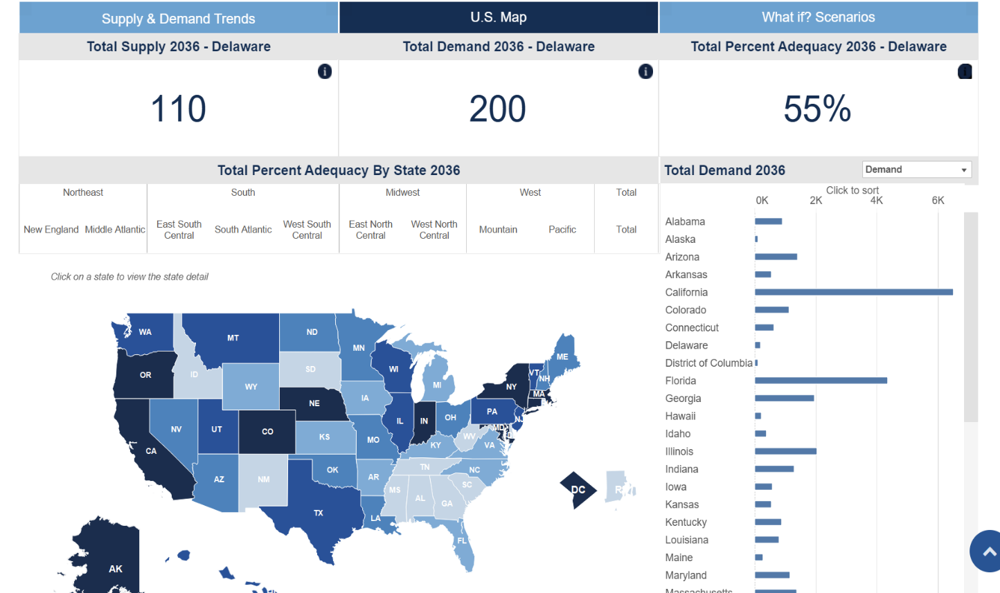 Supply & Demand Trends
U.S. Map
What if? Scenarios
Total Supply 2036 - Delaware
Total Demand 2036 - Delaware
Total Percent Adequacy 2036 - Delaware
110
200
55%
Total Percent Adequacy By State 2036
Northeast
South
Midwest
West
Total
New England
Middle Atlantic
East South
Central
South Atlantic
West South
Central
East North
Central
West North
Central
Mountain
Pacific
Total
Click on a state to view the state detail
WA
MT
ND
MN
ME
OR
ID
SD
WI
VT
NH
WY
MI
NY
MA
NE
IA
PA
NV
UT
CO
IL
IN
OH
NJ
MD
CA
KS
MO
KY
WV
VA
AZ
NM
OK
AR
TN
NC
MS
AL
GA
SC
TX
LA
FL
DC
AK
Total Demand 2036
Demand
Click to sort
0K
2K
4K
6K
Alabama
Alaska
Arizona
Arkansas
California
Colorado
Connecticut
Delaware
District of Columbia
Florida
Georgia
Hawaii
Idaho
Illinois
Indiana
Iowa
Kansas
Kentucky
Louisiana
Maine
Maryland
Massachusetts